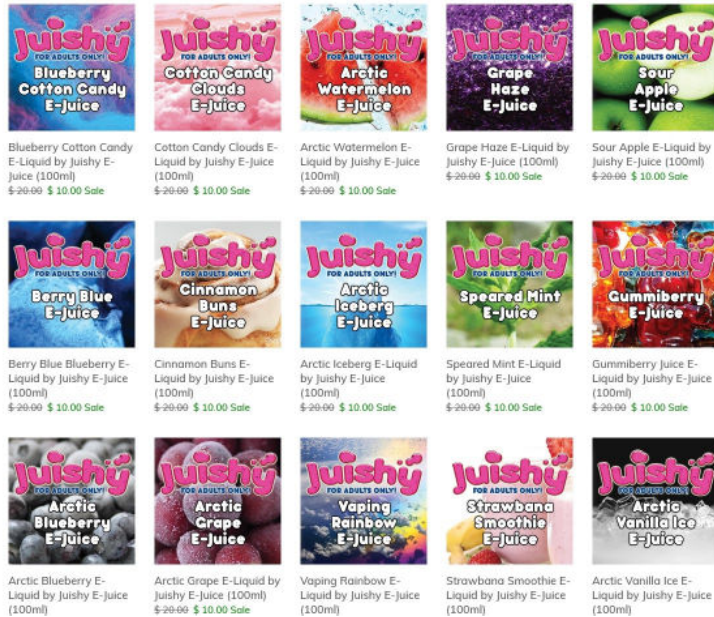 Juishy
FOR ADULTS ONLY!
Blueberry
Cotton Candy
E-Juice
Blueberry Cotton Candy
E-Liquid by Juishy E-
Juice (100ml)
$ 20.00 $ 10.00 Sale
Juishy
FOR ADULTS ONLY!
Cotton Candy
Clouds
E-Juice
Cotton Candy Clouds E-
Liquid by Juishy E-Juice
(100ml)
$ 20.00 $ 10.00 Sale
Juishy
FOR ADULTS ONLY!
Arctic
Watermelon
E-Juice
Arctic Watermelon E-
Liquid by Juishy E-Juice
(100ml)
$ 20.00 $ 10.00 Sale
Juishy
FOR ADULTS ONLY!
Grape
Haze
E-Juice
Grape Haze E-Liquid by
Juishy E-Juice (100ml)
$ 20.00 $ 10.00 Sale
Juishy
FOR ADULTS ONLY!
Sour
Apple
E-Juice
Sour Apple E-Liquid by
Juishy E-Juice (100ml)
$ 20.00 $ 10.00 Sale
Juishy
FOR ADULTS ONLY!
Berry Blue
E-Juice
Berry Blue Blueberry E-
Liquid by Juishy E-Juice
(100ml)
$ 20.00 $ 10.00 Sale
Juishy
FOR ADULTS ONLY!
Cinnamon
Buns
E-Juice
Cinnamon Buns E-
Liquid by Juishy E-Juice
(100ml)
$ 20.00 $ 10.00 Sale
Juishy
FOR ADULTS ONLY!
Arctic
Iceberg
E-Juice
Arctic Iceberg E-Liquid
by Juishy E-Juice
(100ml)
$ 20.00 $ 10.00 Sale
Juishy
FOR ADULTS ONLY!
Speared Mint
E-Juice
Speared Mint E-Liquid
by Juishy E-Juice
(100ml)
$ 20.00 $ 10.00 Sale
Juishy
FOR ADULTS ONLY!
Gummiberry
E-Juice
Gummiberry Juice E-
Liquid by Juishy E-Juice
(100ml)
$ 20.00 $ 10.00 Sale
Juishy
FOR ADULTS ONLY!
Arctic
Blueberry
E-Juice
Arctic Blueberry E-
Liquid by Juishy E-Juice
(100ml)
Juishy
FOR ADULTS ONLY!
Arctic
Grape
E-Juice
Arctic Grape E-Liquid by
Juishy E-Juice (100ml)
$ 20.00 $ 10.00 Sale
Juishy
FOR ADULTS ONLY!
Vaping
Rainbow
E-Juice
Vaping Rainbow E-
Liquid by Juishy E-Juice
(100ml)
Juishy
FOR ADULTS ONLY!
Strawbana
Smoothie
E-Juice
Strawbana Smoothie E-
Liquid by Juishy E-Juice
(100ml)
Juishy
FOR ADULTS ONLY!
Arctic
Vanilla Ice
E-Juice
Arctic Vanilla Ice E-
Liquid by Juishy E-Juice
(100ml)